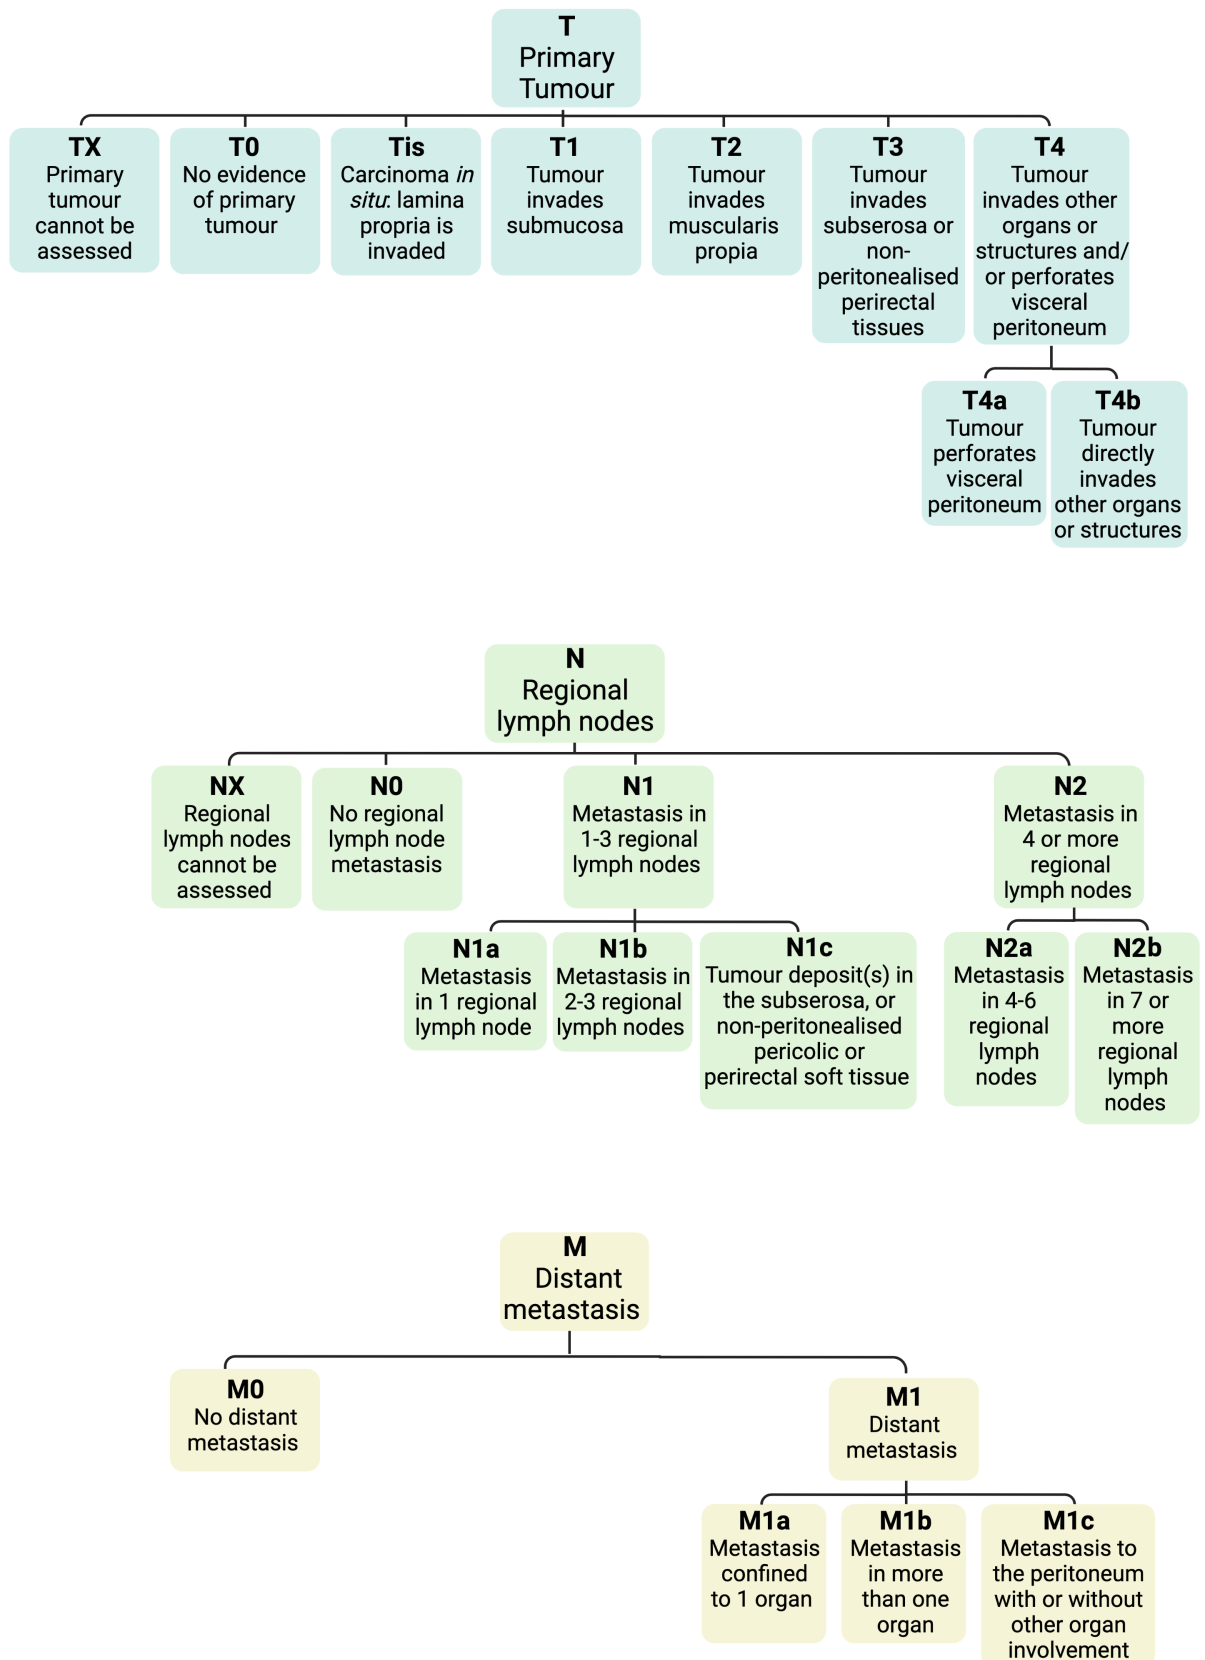 T
Primary
Tumour
TX
Primary
tumour
cannot be
assessed
T0
No evidence
of primary
tumour
Tis
Carcinoma in
situ: lamina
propria is
invaded
T1
Tumour
invades
submucosa
T2
Tumour
invades
muscularis
propia
T3
Tumour
invades
subserosa or
non-
peritonealised
perirectal
tissues
T4
Tumour
invades other
organs or
structures and/
or perforates
visceral
peritoneum
T4a
Tumour
perforates
visceral
peritoneum
T4b
Tumour
directly
invades
other organs
or structures
N
Regional
lymph nodes
NX
Regional
lymph nodes
cannot be
assessed
N0
No regional
lymph node
metastasis
N1
Metastasis in
1-3 regional
lymph nodes
N2
Metastasis in
4 or more
regional
lymph nodes
N1a
Metastasis
in 1 regional
lymph node
N1b
Metastasis in
2-3 regional
lymph nodes
N1c
Tumour deposit(s) in
the subserosa, or
non-peritonealised
pericolic or
perirectal soft tissue
N2a
Metastasis
in 4-6
regional
lymph
nodes
N2b
Metastasis
in 7 or
more
regional
lymph
nodes
M
Distant
metastasis
M0
No distant
metastasis
M1
Distant
metastasis
M1a
Metastasis
confined
to 1 organ
M1b
Metastasis
in more
than one
organ
M1c
Metastasis to
the peritoneum
with or without
other organ
involvement